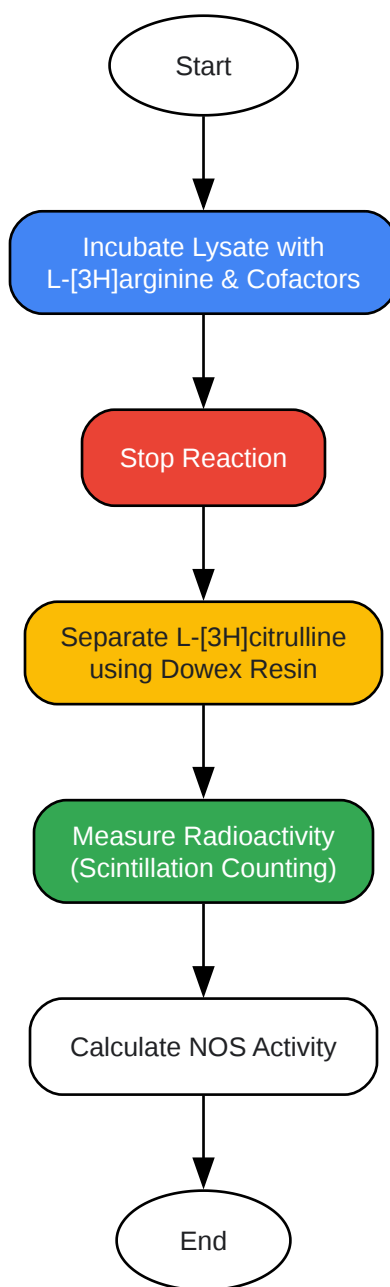 Start
Incubate Lysate with
L-[3H]arginine & Cofactors
Stop Reaction
Separate L-[3H]citrulline
using Dowex Resin
Measure Radioactivity
(Scintillation Counting)
Calculate NOS Activity
End